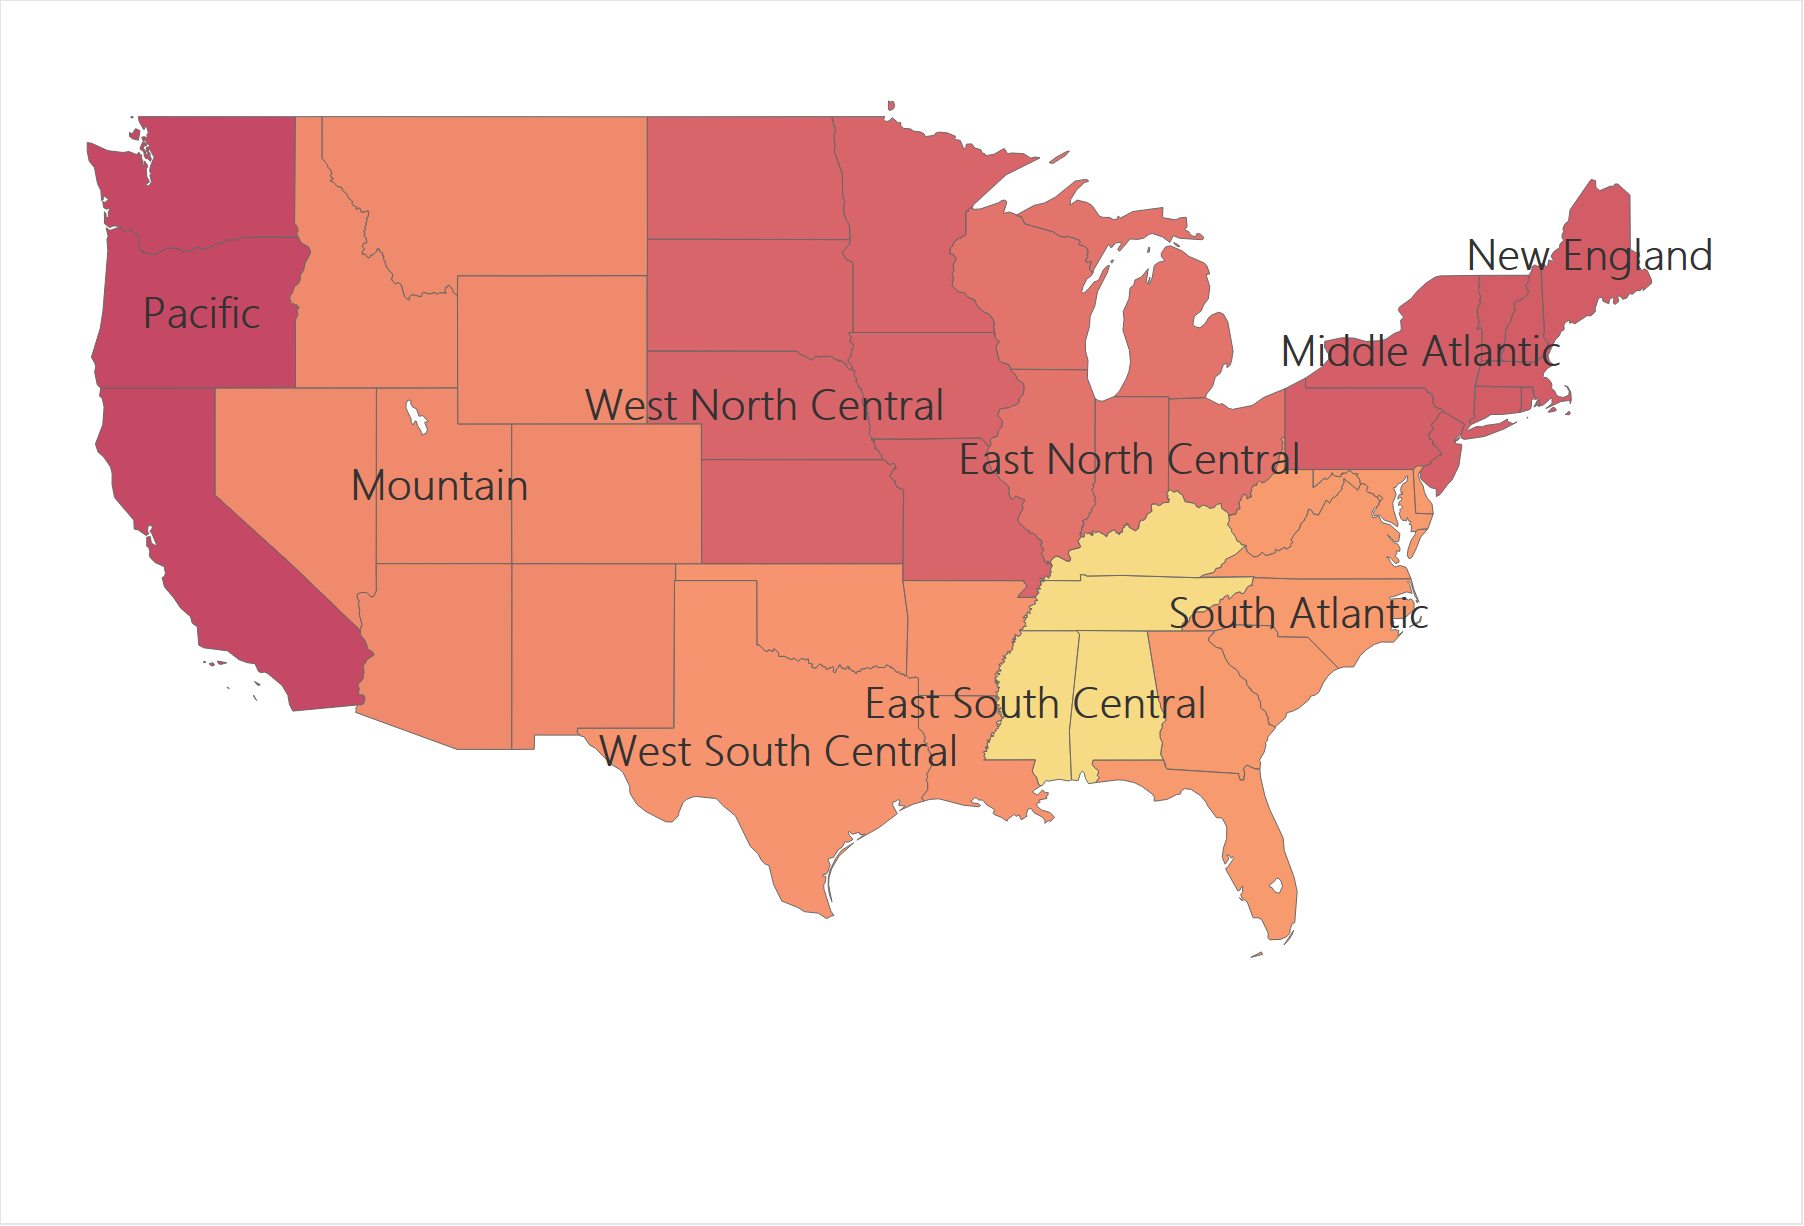 New England
Pacific
Middle Atlantic
West North Central
East North Central
Mountain
South Atlantic
East South Central
West South Central